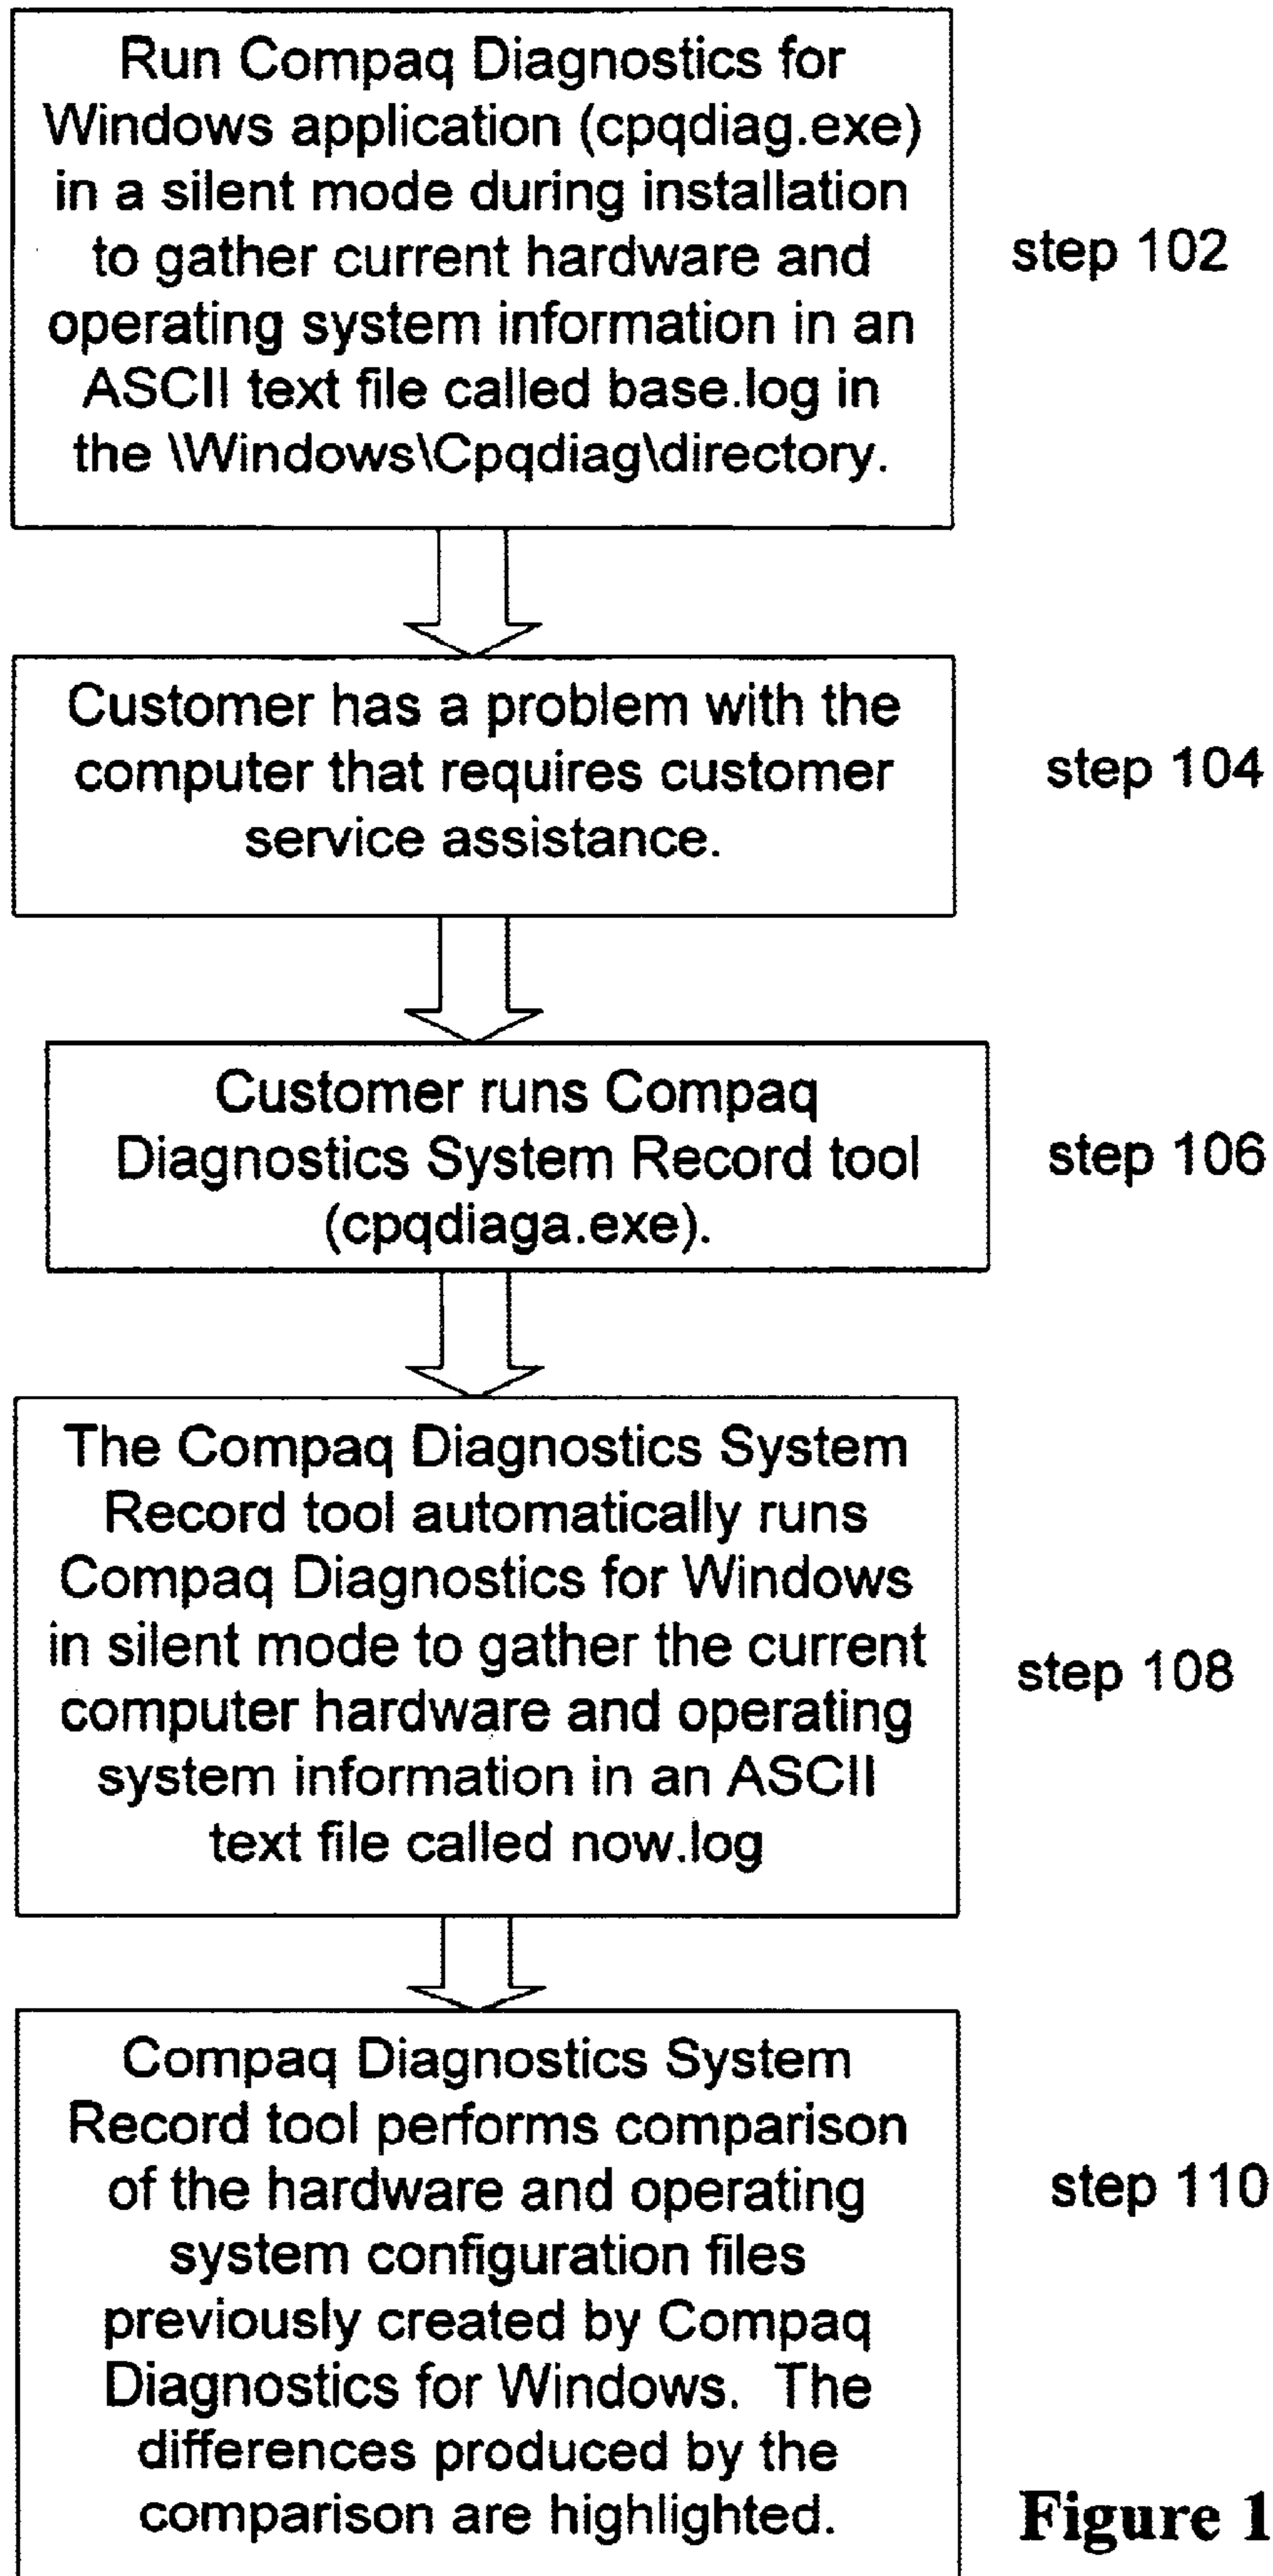 Run Compaq Diagnostics for
Windows application (cpqdiag.exe)
in a silent mode during installation
to gather current hardware and
operating system information in an
ASCII text file called base.log in
the \Windows\Cpqdiag\directory.
step 102
Customer has a problem with the
computer that requires customer
service assistance.
step 104
Customer runs Compaq
Diagnostics System Record tool
(cpqdiaga.exe).
step 106
The Compaq Diagnostics System
Record tool automatically runs
Compaq Diagnostics for Windows
in silent mode to gather the current
computer hardware and operating
system information in an ASCII
text file called now.log
step 108
Compaq Diagnostics System
Record tool performs comparison
of the hardware and operating
system configuration files
previously created by Compaq
Diagnostics for Windows.  The
differences produced by the
comparison are highlighted.
step 110
Figure 1